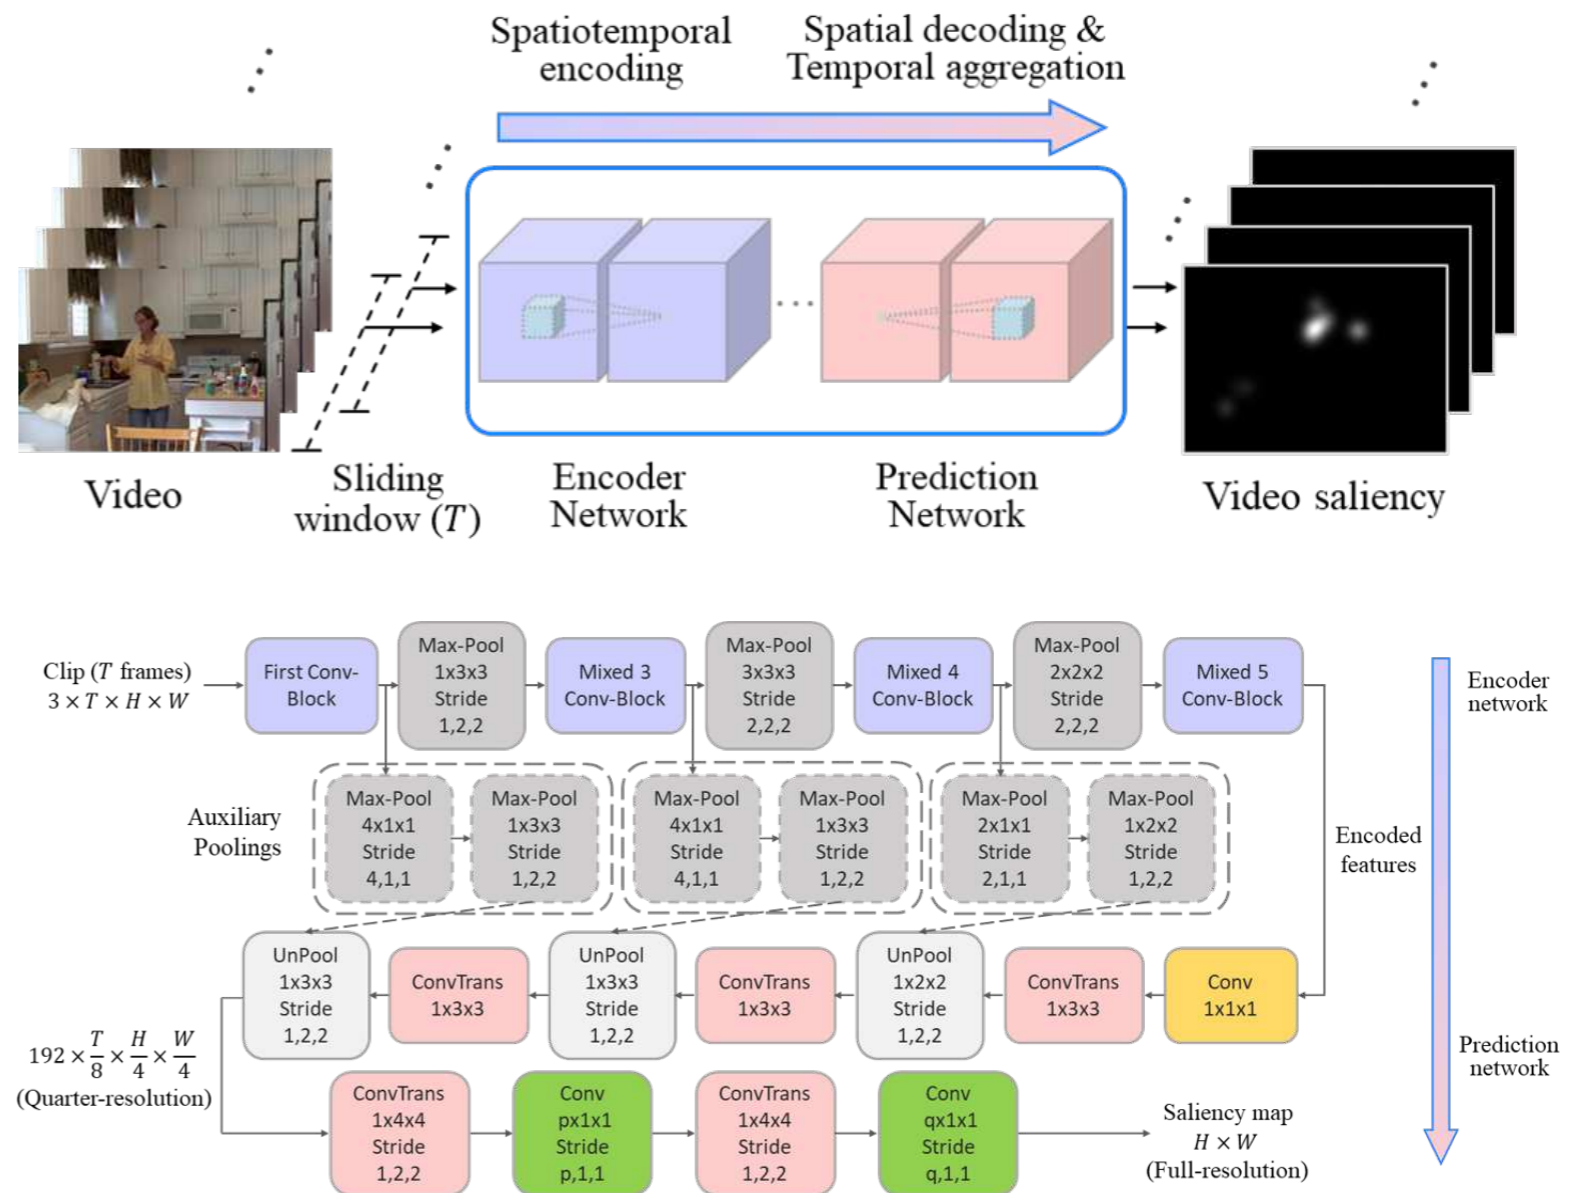 Spatiotemporal
encoding
Spatial decoding &
Temporal aggregation
Video
Sliding
window (T)
Encoder
Network
Prediction
Network
Video saliency
Clip (T frames)
3 × T × H × W
First Conv-
Block
Max-Pool
1x3x3
Stride
1,2,2
Mixed 3
Conv-Block
Max-Pool
3x3x3
Stride
2,2,2
Mixed 4
Conv-Block
Max-Pool
2x2x2
Stride
2,2,2
Mixed 5
Conv-Block
Encoder
network
Auxiliary
Poolings
Max-Pool
4x1x1
Stride
4,1,1
Max-Pool
1x3x3
Stride
1,2,2
Max-Pool
4x1x1
Stride
4,1,1
Max-Pool
1x3x3
Stride
1,2,2
Max-Pool
2x1x1
Stride
2,1,1
Max-Pool
1x2x2
Stride
1,2,2
Encoded
features
UnPool
1x3x3
Stride
1,2,2
ConvTrans
1x3x3
UnPool
1x3x3
Stride
1,2,2
ConvTrans
1x3x3
UnPool
1x2x2
Stride
1,2,2
ConvTrans
1x3x3
Conv
1x1x1
192 × T/8 × H/4 × W/4
(Quarter-resolution)
Prediction
network
ConvTrans
1x4x4
Stride
1,2,2
Conv
px1x1
Stride
p,1,1
ConvTrans
1x4x4
Stride
1,2,2
Conv
qx1x1
Stride
q,1,1
Saliency map
H × W
(Full-resolution)